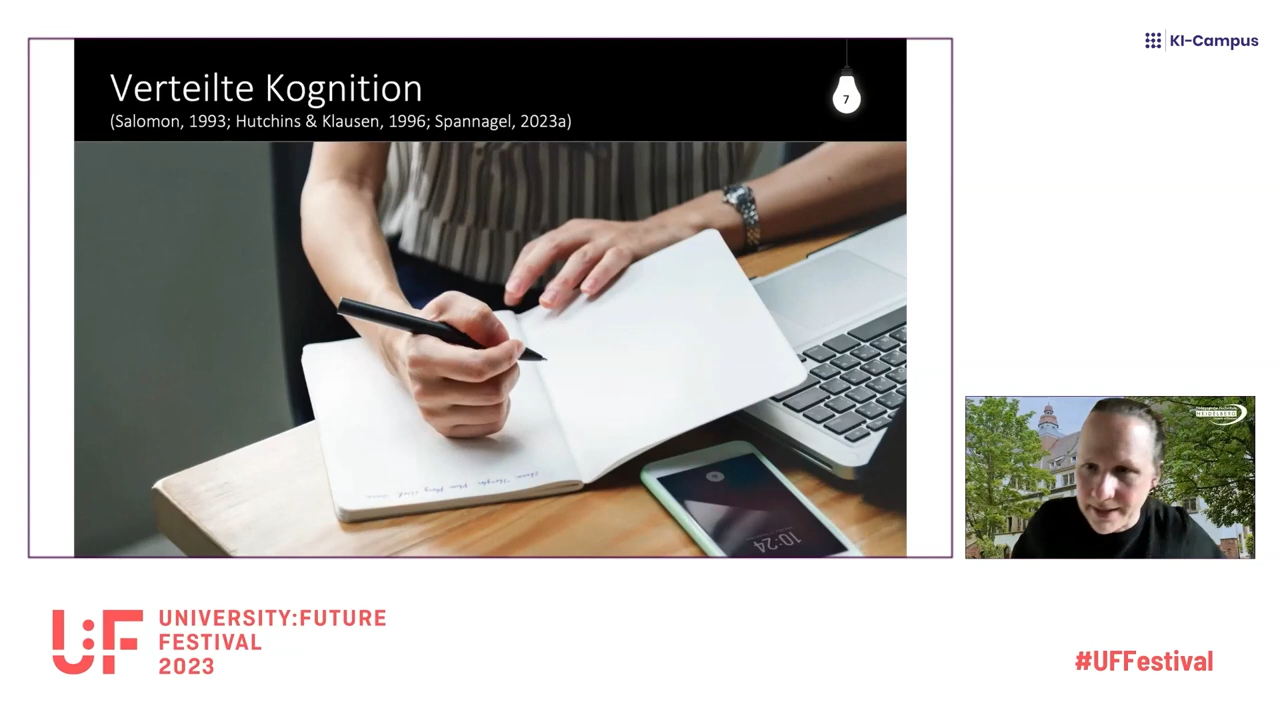 KI-Campus
Verteilte Kognition
(Salomon, 1993; Hutchins & Klausen, 1996; Spannagel, 2023a)
7
10:24
HEIDELBERG
U:F
UNIVERSITY:FUTURE
FESTIVAL
2023
#UFFestival